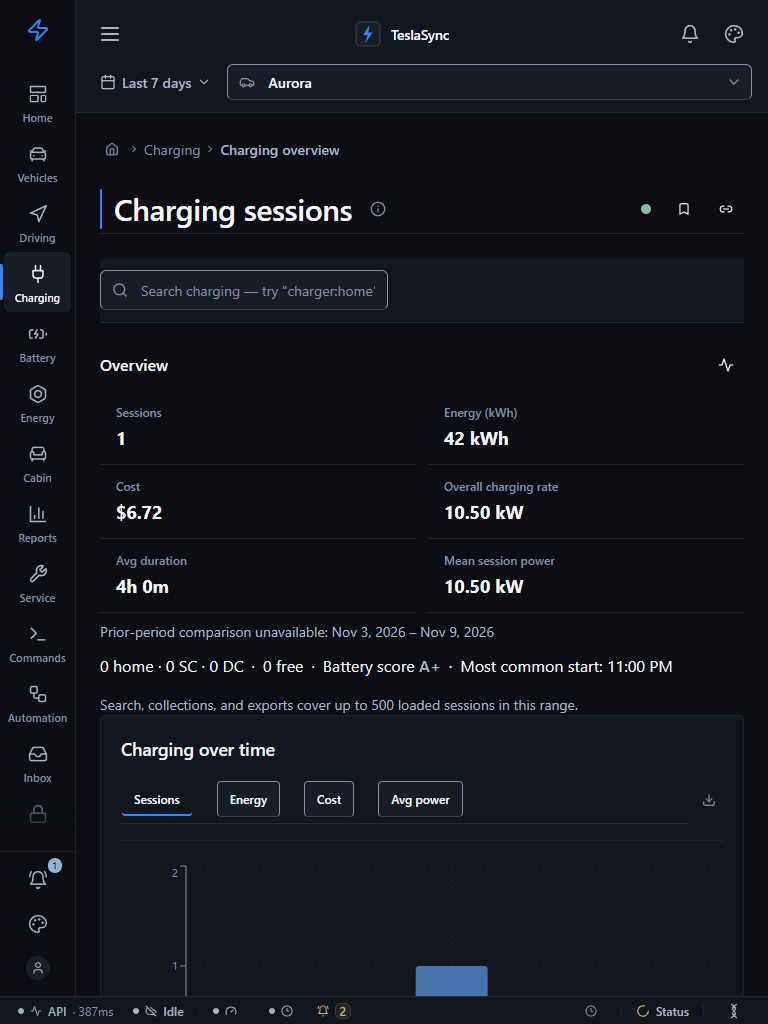 TeslaSync
Last 7 days
Aurora
Home
Vehicles
Driving
Charging
Battery
Energy
Cabin
Reports
Service
Commands
Automation
Inbox
1
Charging
Charging overview
Charging sessions
Search charging — try "charger:home'
Overview
Sessions
1
Energy (kWh)
42 kWh
Cost
$6.72
Overall charging rate
10.50 kW
Avg duration
4h 0m
Mean session power
10.50 kW
Prior-period comparison unavailable: Nov 3, 2026 – Nov 9, 2026
0 home · 0 SC · 0 DC · 0 free · Battery score A+ · Most common start: 11:00 PM
Search, collections, and exports cover up to 500 loaded sessions in this range.
Charging over time
Sessions
Energy
Cost
Avg power
2
1
API · 387ms
Idle
2
Status